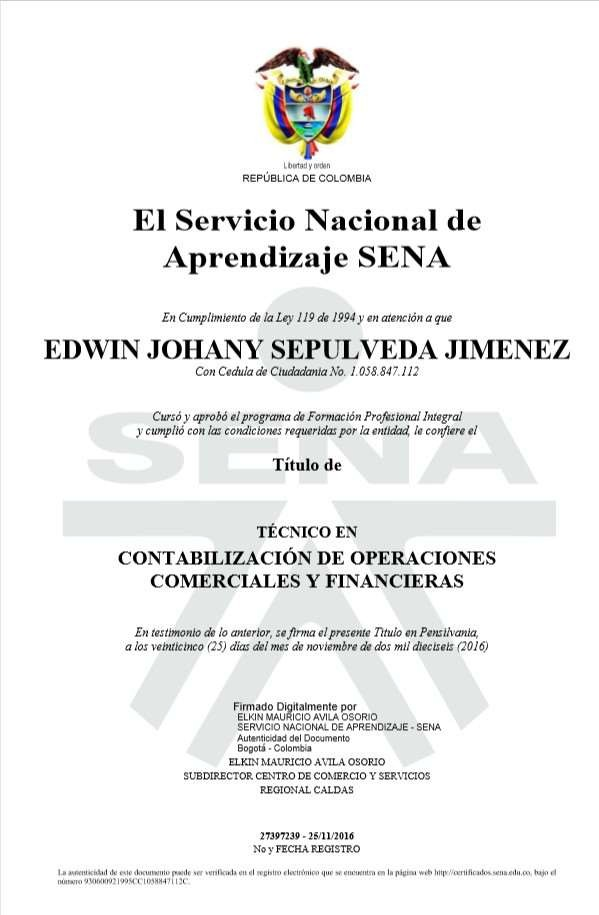 Libertad y orden
REPÚBLICA DE COLOMBIA
El Servicio Nacional de
Aprendizaje SENA
En Cumplimiento de la Ley 119 de 1994 y en atención a que
EDWIN JOHANY SEPULVEDA JIMENEZ
Con Cedula de Ciudadania No. 1.058.847.112
Cursó y aprobó el programa de Formación Profesional Integral
y cumplió con las condiciones requeridas por la entidad, le confiere el
SENA
Título de
TÉCNICO EN
CONTABILIZACIÓN DE OPERACIONES
COMERCIALES Y FINANCIERAS
En testimonio de lo anterior, se firma el presente Título en Pensilvania,
a los veinticinco (25) días del mes de noviembre de dos mil dieciseis (2016)
Firmado Digitalmente por
ELKIN MAURICIO AVILA OSORIO
SERVICIO NACIONAL DE APRENDIZAJE - SENA
Autenticidad del Documento
Bogotá - Colombia
ELKIN MAURICIO AVILA OSORIO
SUBDIRECTOR CENTRO DE COMERCIO Y SERVICIOS
REGIONAL CALDAS
27397239 - 25/11/2016
No y FECHA REGISTRO
La autenticidad de este documento puede ser verificada en el registro electrónico que se encuentra en la página web http://certificados.sena.edu.co, bajo el
número 930600921995CC1058847112C.